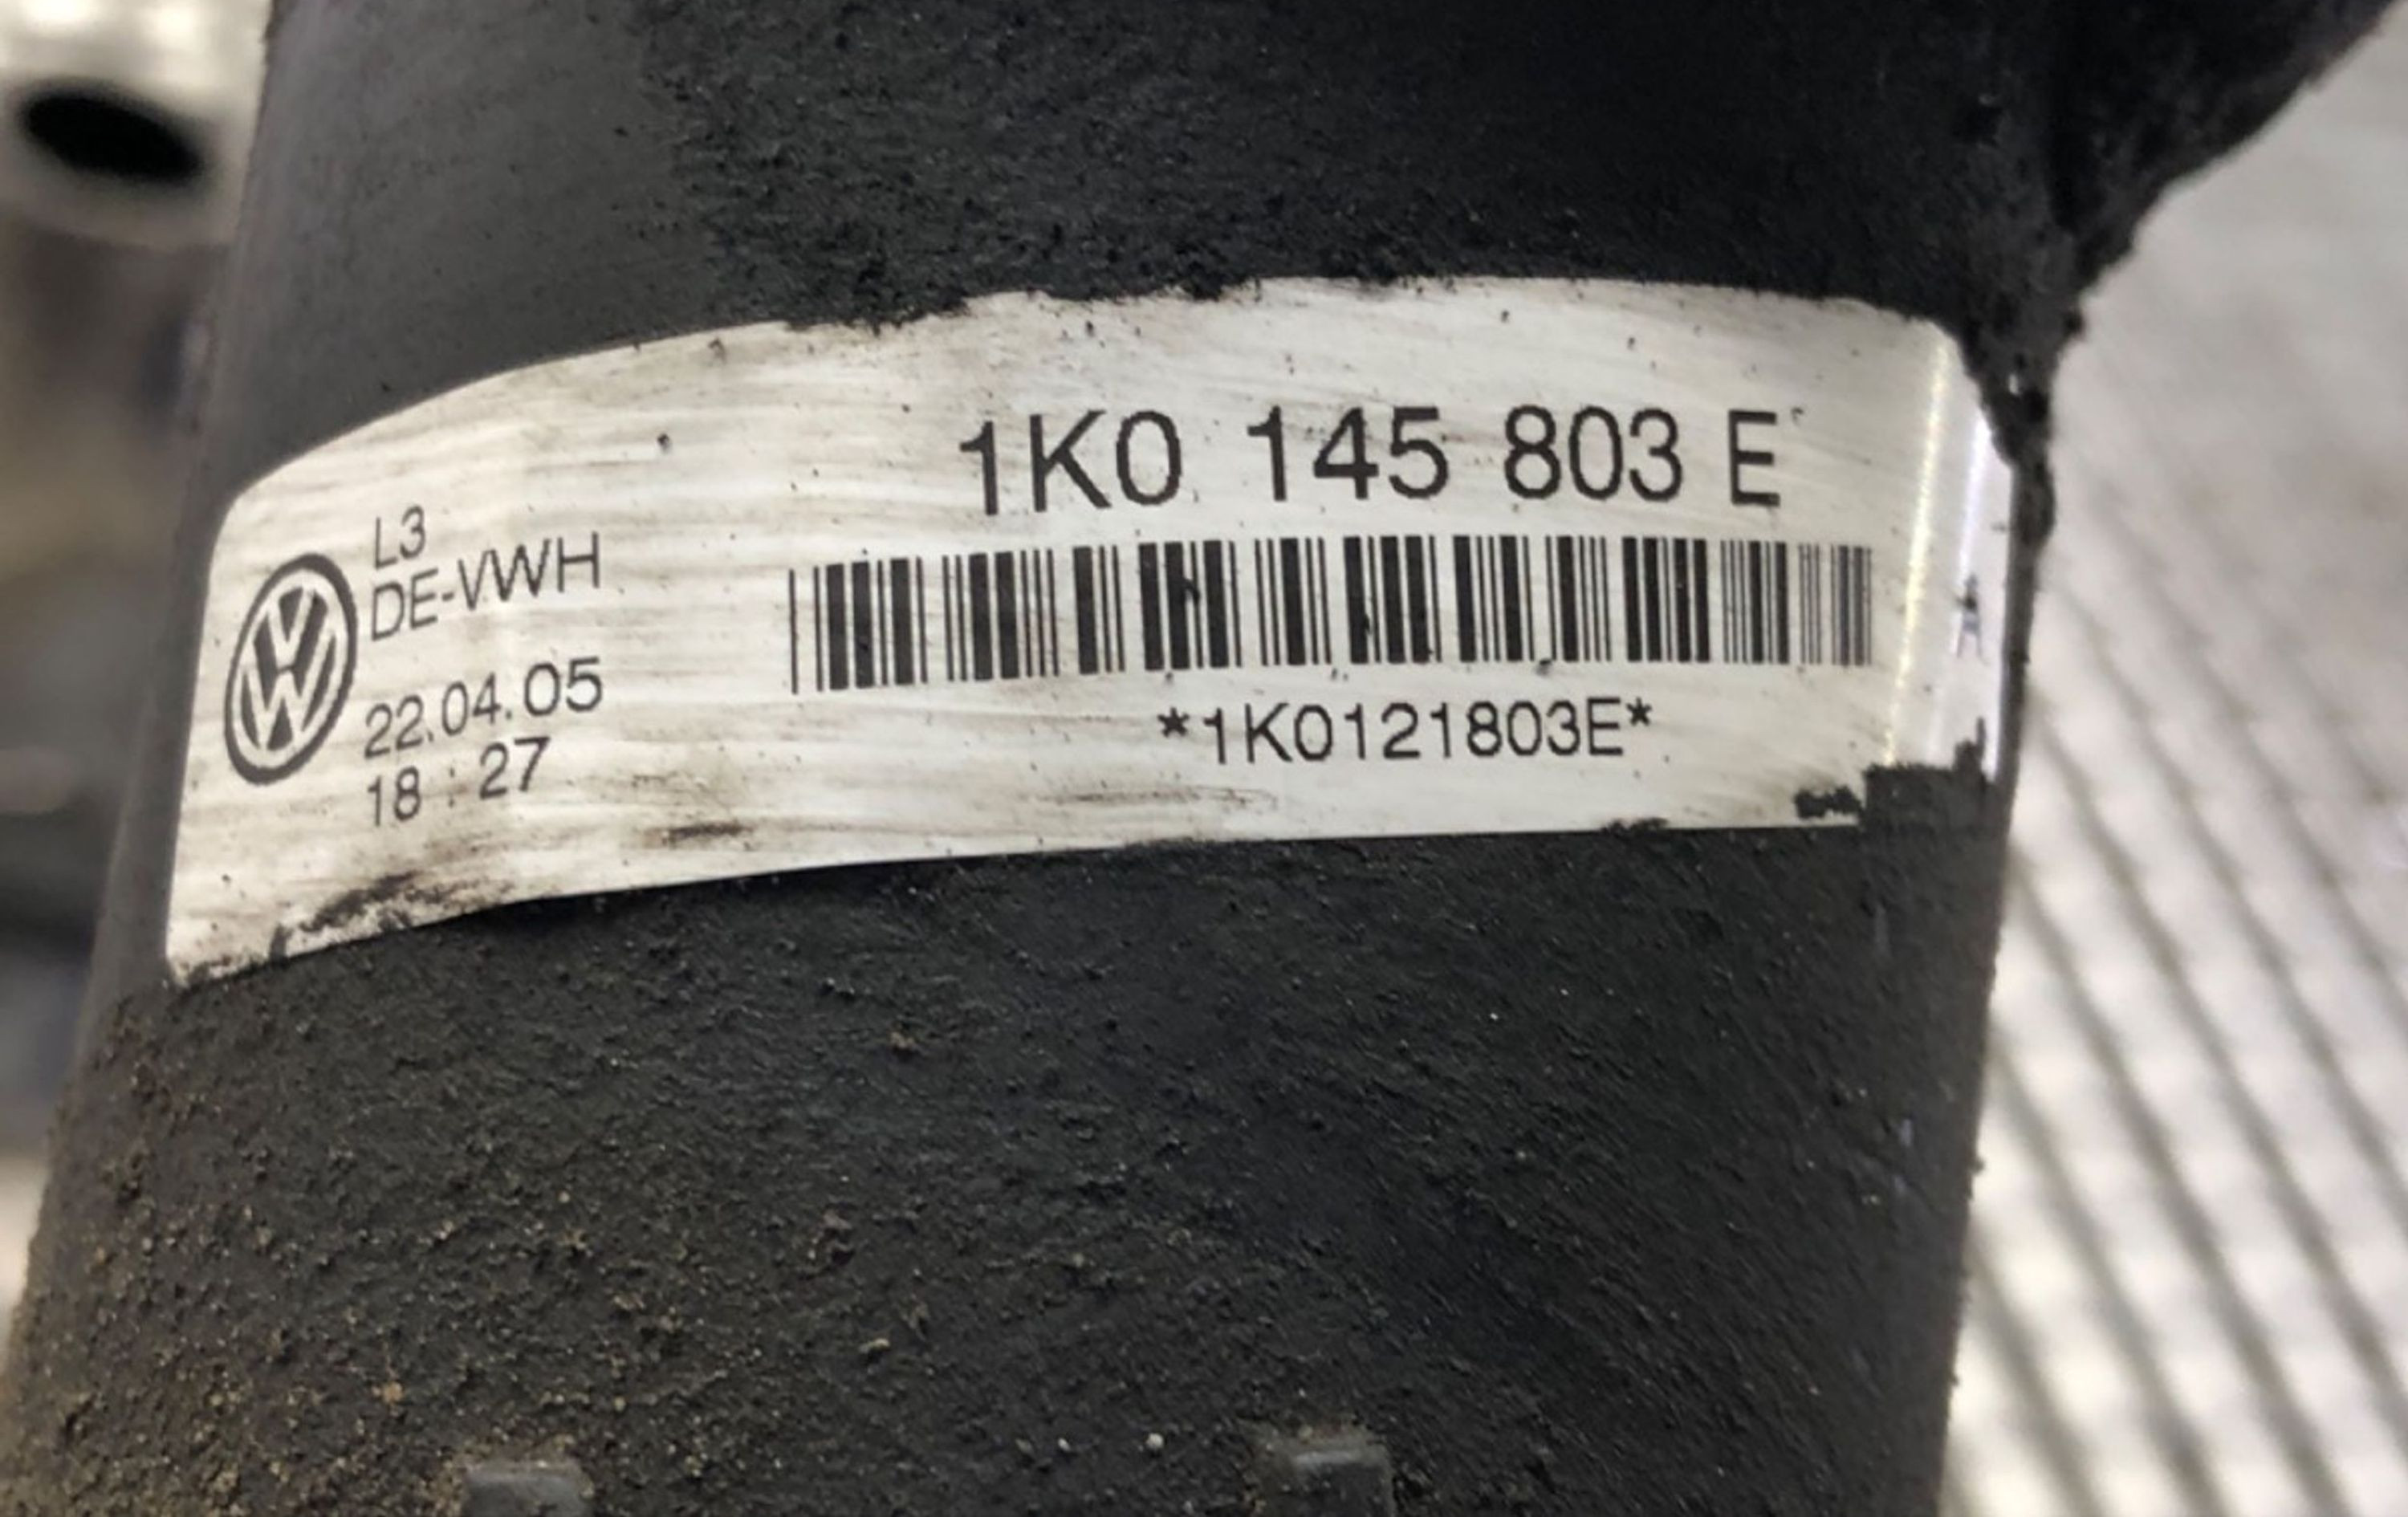 1K0 145 803 E
L3
DE-VWH
22.04.05
18:27
*1K0121803E*
A